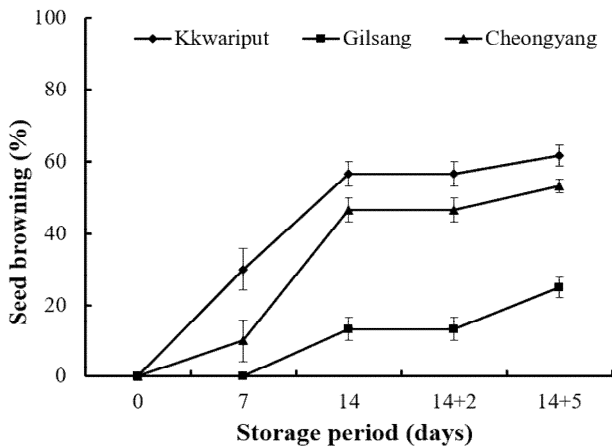 100
80
60
40
20
0
Seed browning (%)
Kkwariput Gilsang Cheongyang
0 7 14 14+2 14+5
Storage period (days)